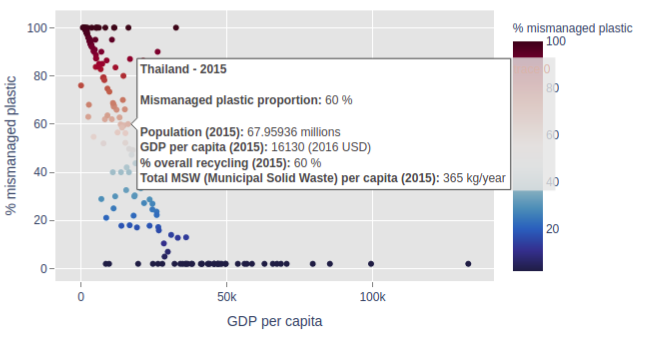 % mismanaged plastic
100
80
60
40
20
0
% mismanaged plastic
0
50k
100k
GDP per capita
100
80
60
40
20
Thailand - 2015
Mismanaged plastic proportion: 60 %
Population (2015): 67.95936 millions
GDP per capita (2015): 16130 (2016 USD)
% overall recycling (2015): 60 %
Total MSW (Municipal Solid Waste) per capita (2015): 365 kg/year